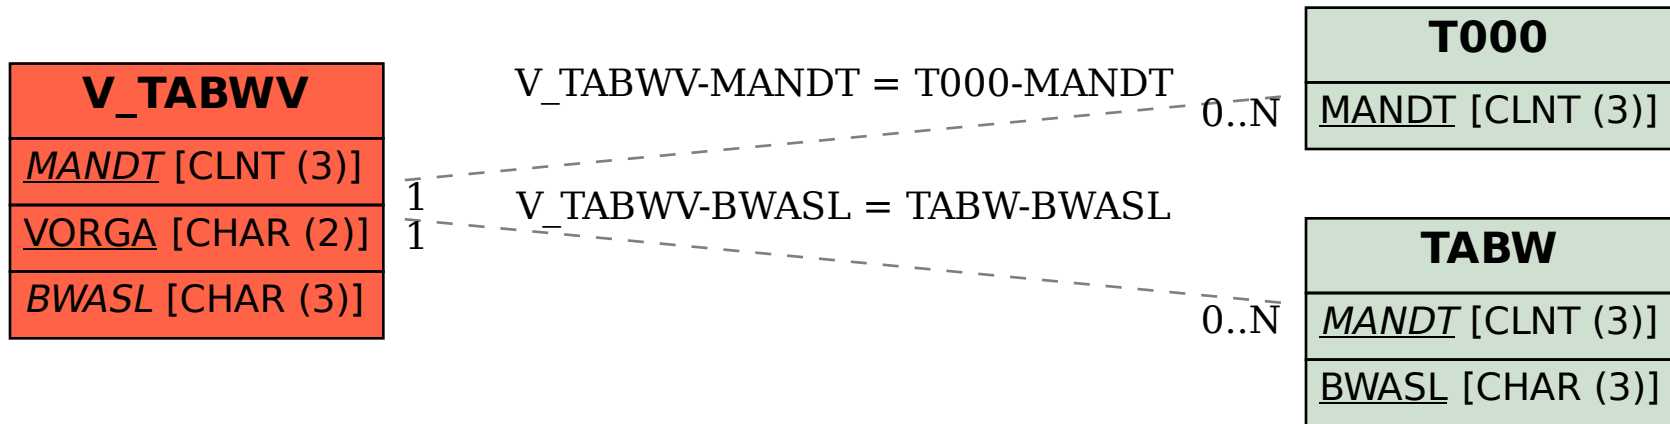 V_TABWV
MANDT [CLNT (3)]
VORGA [CHAR (2)]
BWASL [CHAR (3)]
V_TABWV-MANDT = T000-MANDT
0..N
1
V_TABWV-BWASL = TABW-BWASL
1
0..N
T000
MANDT [CLNT (3)]
TABW
MANDT [CLNT (3)]
BWASL [CHAR (3)]